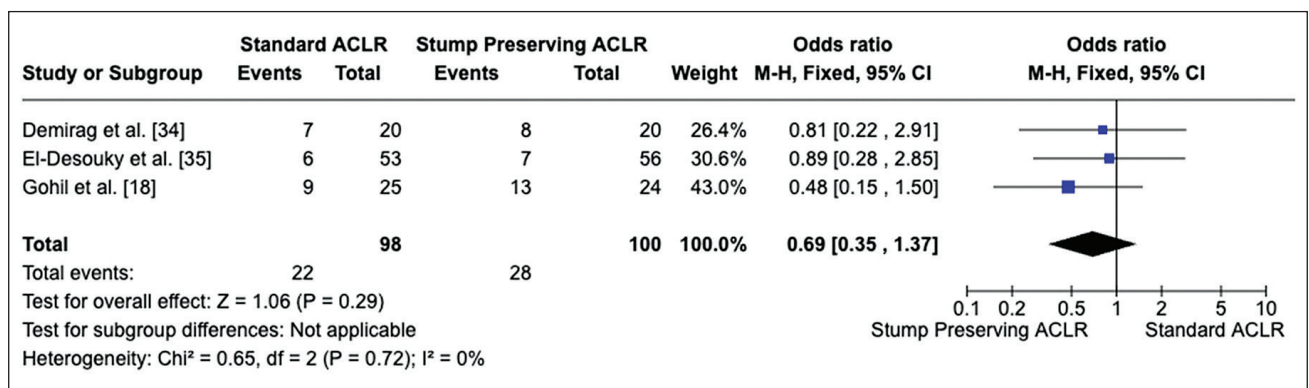 Standard ACLR Stump Preserving ACLR Odds ratio Odds ratio
Study or Subgroup Events Total Events Total Weight M-H, Fixed, 95% CI M-H, Fixed, 95% CI
Demirag et al. [34] 7 20 8 20 26.4% 0.81 [0.22 , 2.91]
El-Desouky et al. [35] 6 53 7 56 30.6% 0.89 [0.28 , 2.85]
Gohil et al. [18] 9 25 13 24 43.0% 0.48 [0.15 , 1.50]
Total 98 100 100.0% 0.69 [0.35 , 1.37]
Total events: 22 28
Test for overall effect: Z = 1.06 (P = 0.29)
Test for subgroup differences: Not applicable
Heterogeneity: Chi² = 0.65, df = 2 (P = 0.72); I² = 0%
0.1 0.2 0.5 1 2 5 10
Stump Preserving ACLR Standard ACLR